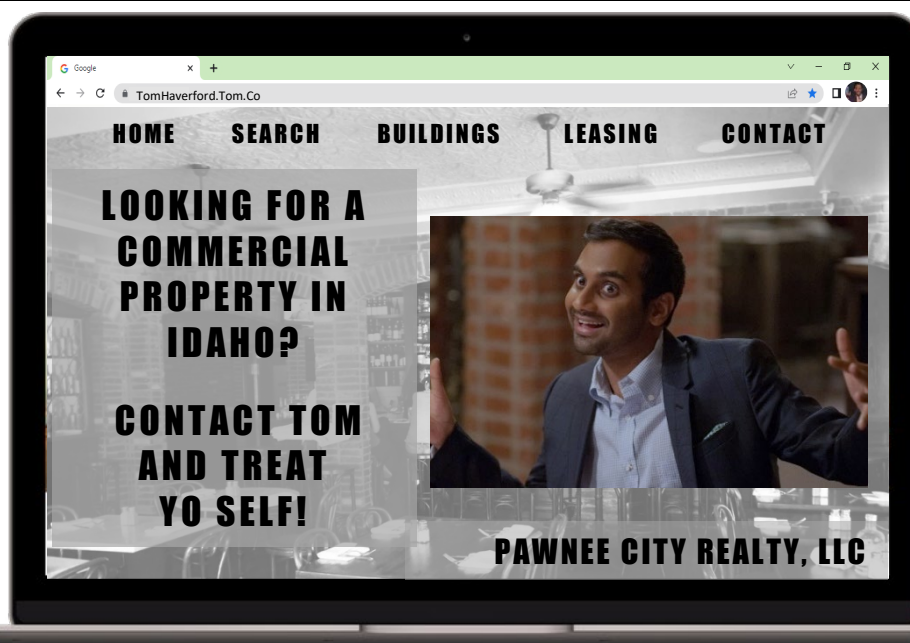 Google
TomHaverford.Tom.Co
HOME SEARCH BUILDINGS LEASING CONTACT
LOOKING FOR A
COMMERCIAL
PROPERTY IN
IDAHO?
CONTACT TOM
AND TREAT
YO SELF!
PAWNEE CITY REALTY, LLC